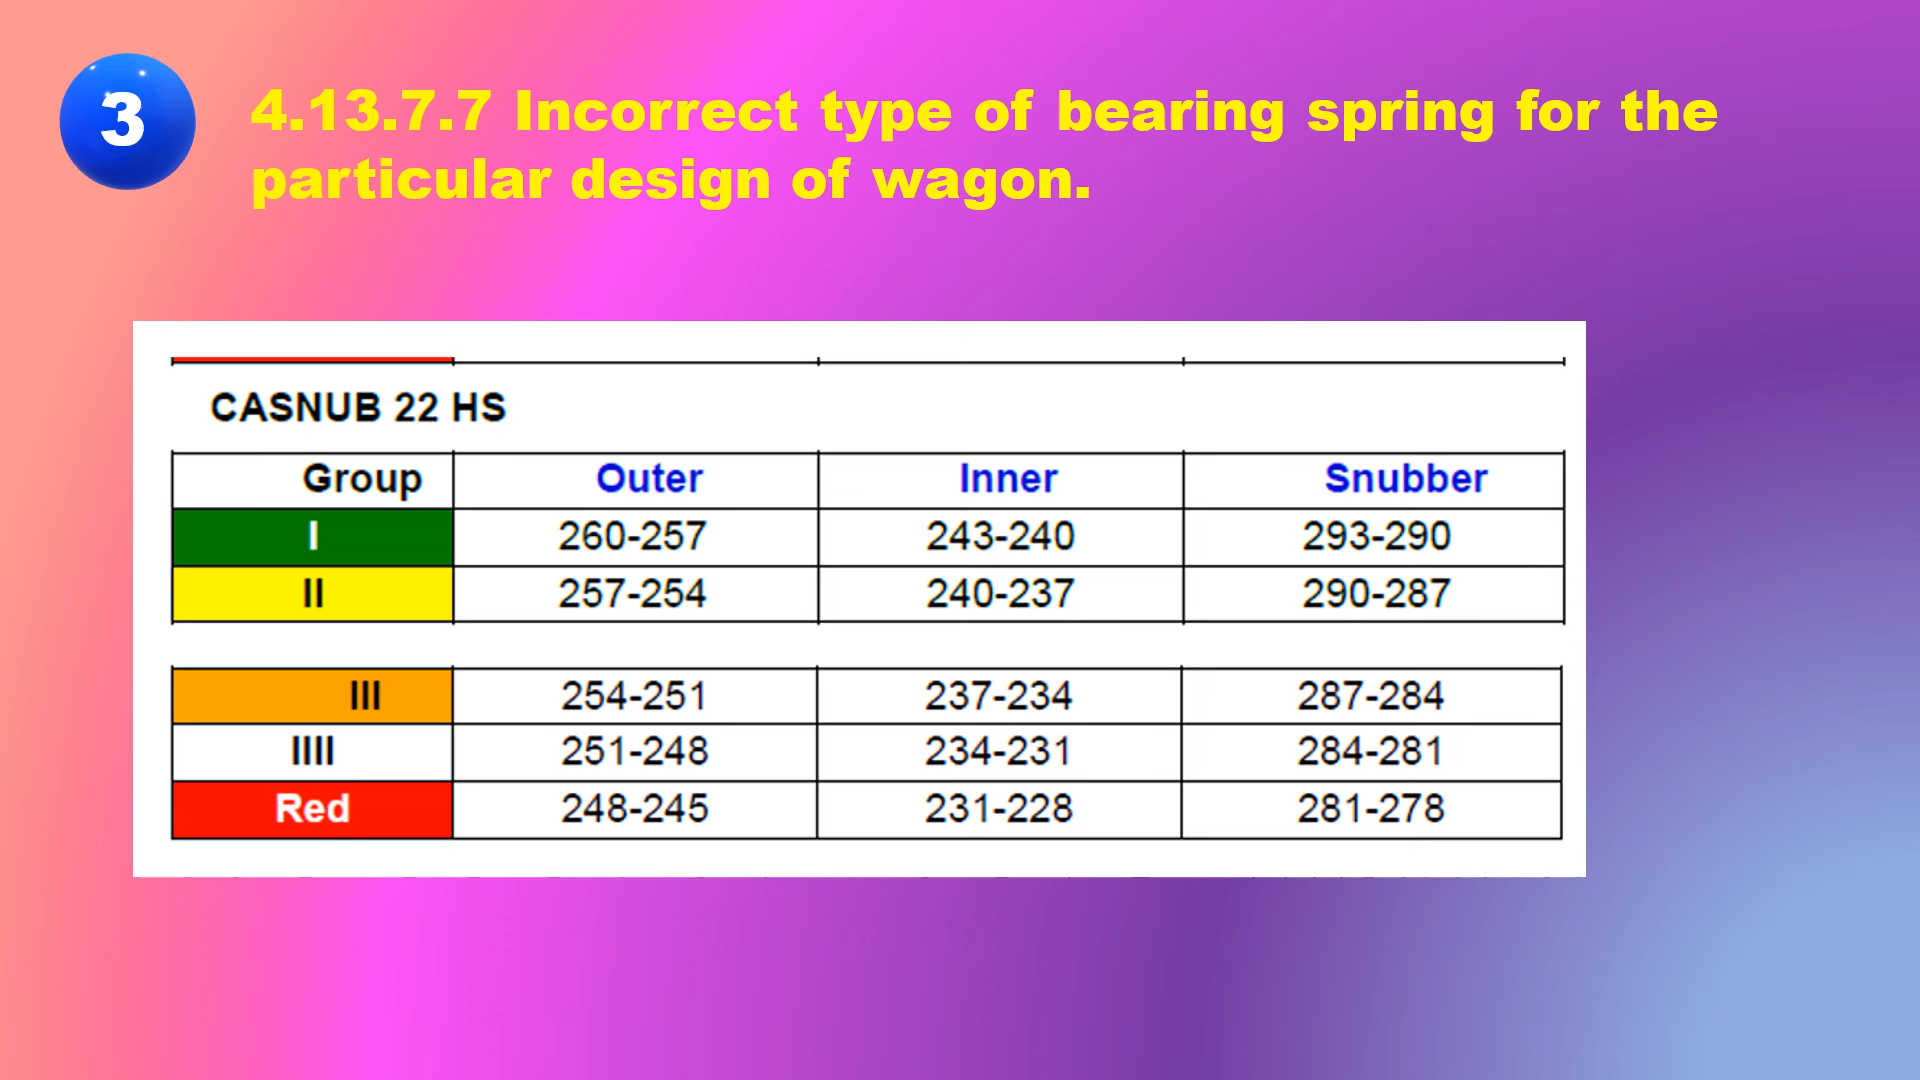 3
4.13.7.7 Incorrect type of bearing spring for the
particular design of wagon.
CASNUB 22 HS
Group Outer Inner Snubber
I 260-257 243-240 293-290
II 257-254 240-237 290-287
III 254-251 237-234 287-284
IIII 251-248 234-231 284-281
Red 248-245 231-228 281-278